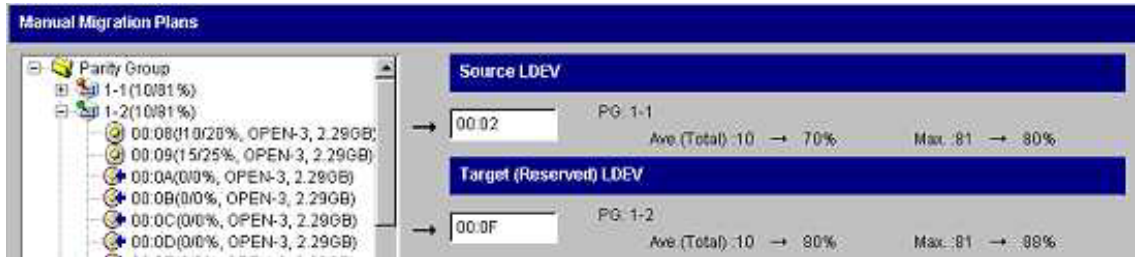 Manual Migration Plans
Parity Group
1-1(10/81%)
1-2(10/81%)
00:08(10/20%, OPEN-3, 2.29GB)
00:09(15/25%, OPEN-3, 2.29GB)
00:0A(0/0%, OPEN-3, 2.29GB)
00:0B(0/0%, OPEN-3, 2.29GB)
00:0C(0/0%, OPEN-3, 2.29GB)
00:0D(0/0%, OPEN-3, 2.29GB)
Source LDEV
→ 00:02
PG: 1-1
Ave.(Total) :10 → 70% Max. :81 → 80%
Target (Reserved) LDEV
→ 00:0F
PG: 1-2
Ave.(Total) :10 → 90% Max. :81 → 88%